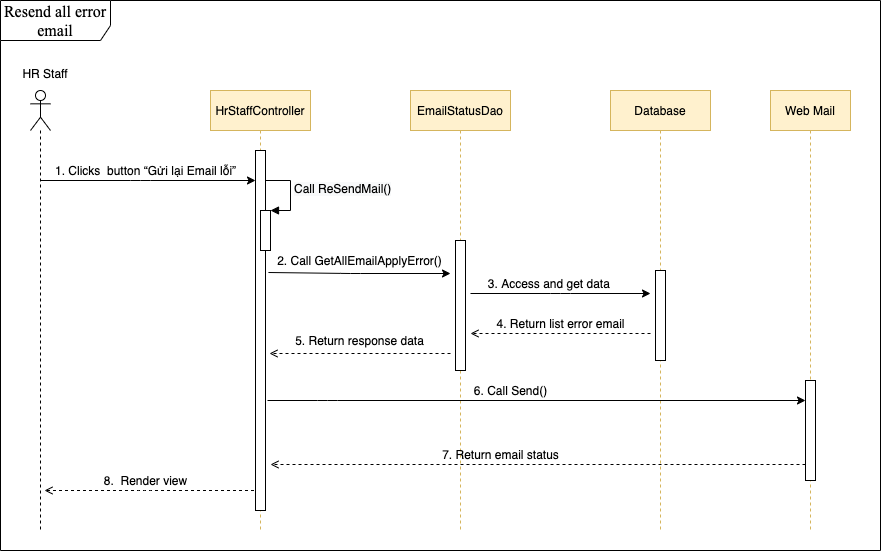 Resend all error
email
HR Staff
HrStaffController
EmailStatusDao
Database
Web Mail
1. Clicks  button “Gửi lại Email lỗi”
Call ReSendMail()
2. Call GetAllEmailApplyError()
3. Access and get data
4. Return list error email
5. Return response data
6. Call Send()
7. Return email status
8.  Render view